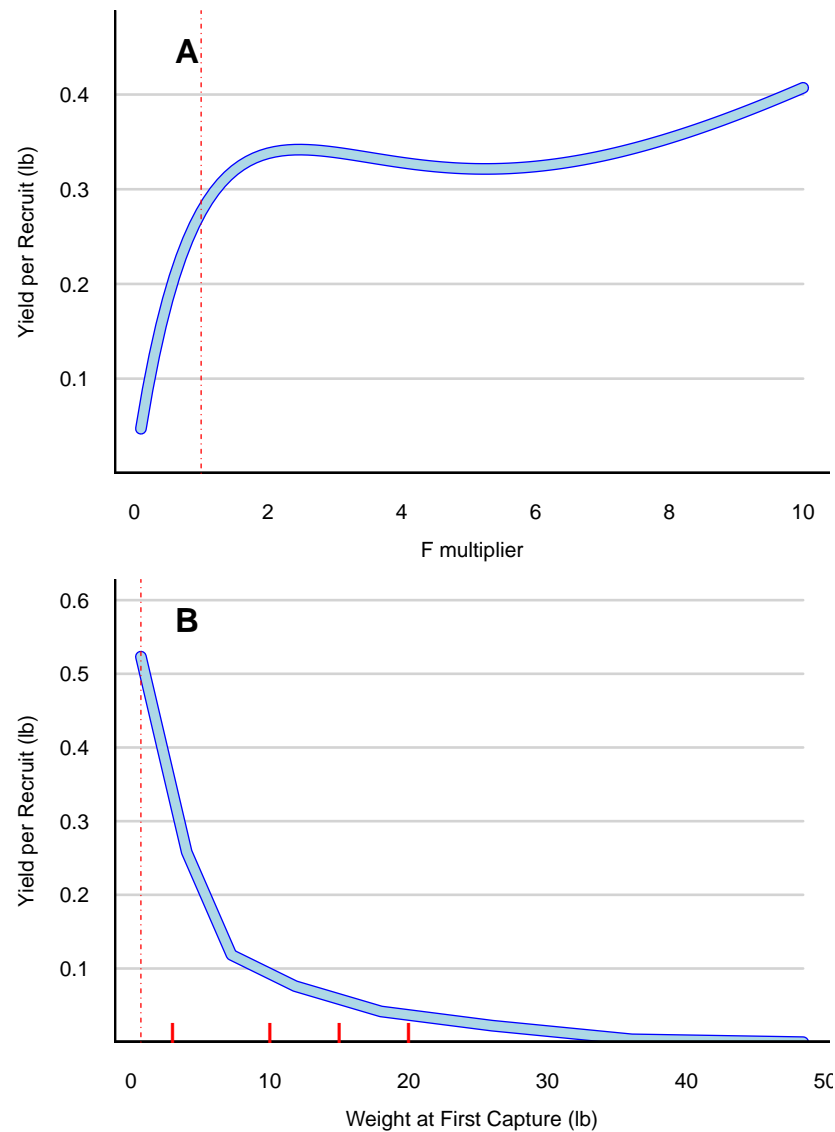 A
Yield per Recruit (lb)
0.4
0.3
0.2
0.1
0 2 4 6 8 10
F multiplier
B
Yield per Recruit (lb)
0.6
0.5
0.4
0.3
0.2
0.1
0 10 20 30 40 50
Weight at First Capture (lb)